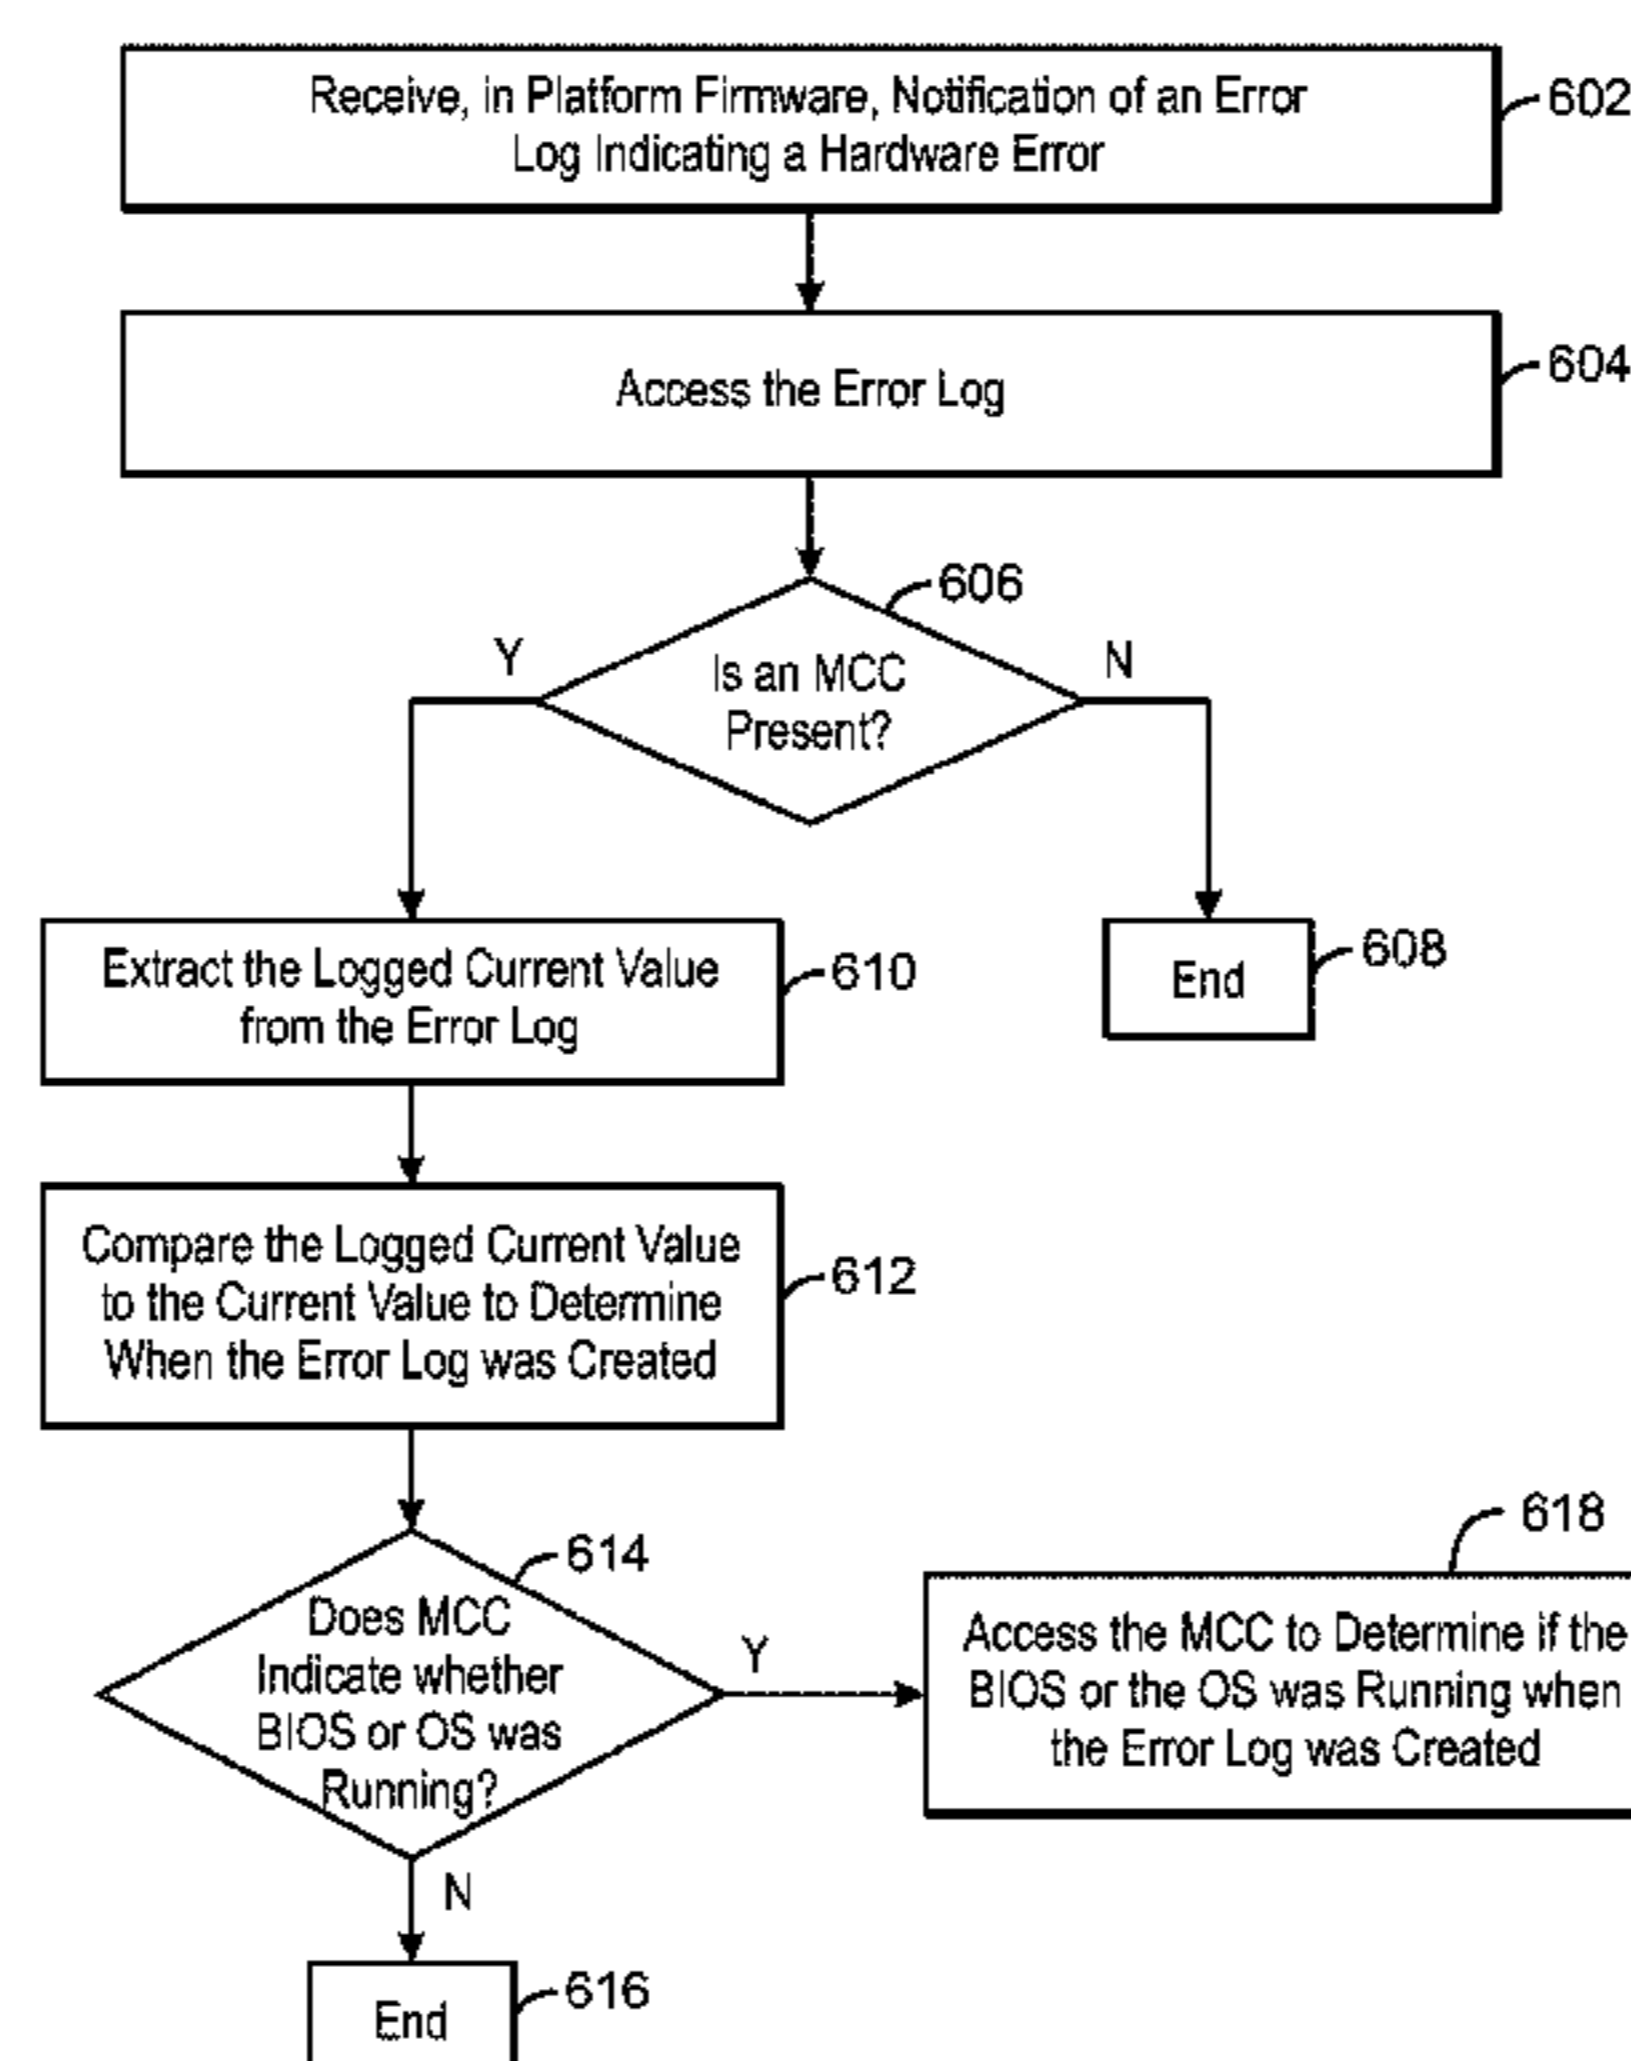 Receive, in Platform Firmware, Notification of an Error
Log Indicating a Hardware Error
602
Access the Error Log
604
606
Y
N
Is an MCC
Present?
Extract the Logged Current Value
from the Error Log
610
End
608
Compare the Logged Current Value
to the Current Value to Determine
When the Error Log was Created
612
614
Does MCC
Indicate whether
BIOS or OS was
Running?
Y
618
Access the MCC to Determine if the
BIOS or the OS was Running when
the Error Log was Created
N
End
616